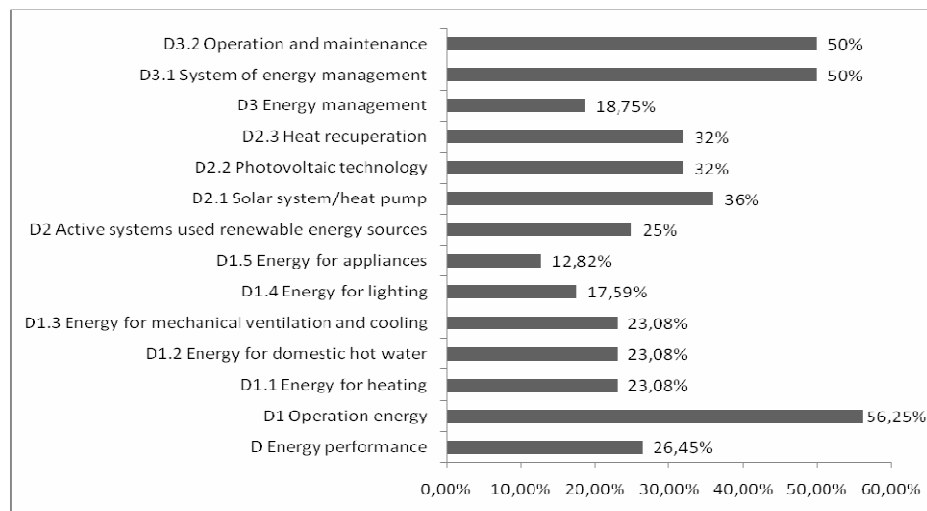 D3.2 Operation and maintenance 50%
D3.1 System of energy management 50%
D3 Energy management 18,75%
D2.3 Heat recuperation 32%
D2.2 Photovoltaic technology 32%
D2.1 Solar system/heat pump 36%
D2 Active systems used renewable energy sources 25%
D1.5 Energy for appliances 12,82%
D1.4 Energy for lighting 17,59%
D1.3 Energy for mechanical ventilation and cooling 23,08%
D1.2 Energy for domestic hot water 23,08%
D1.1 Energy for heating 23,08%
D1 Operation energy 56,25%
D Energy performance 26,45%
0,00% 10,00% 20,00% 30,00% 40,00% 50,00% 60,00%